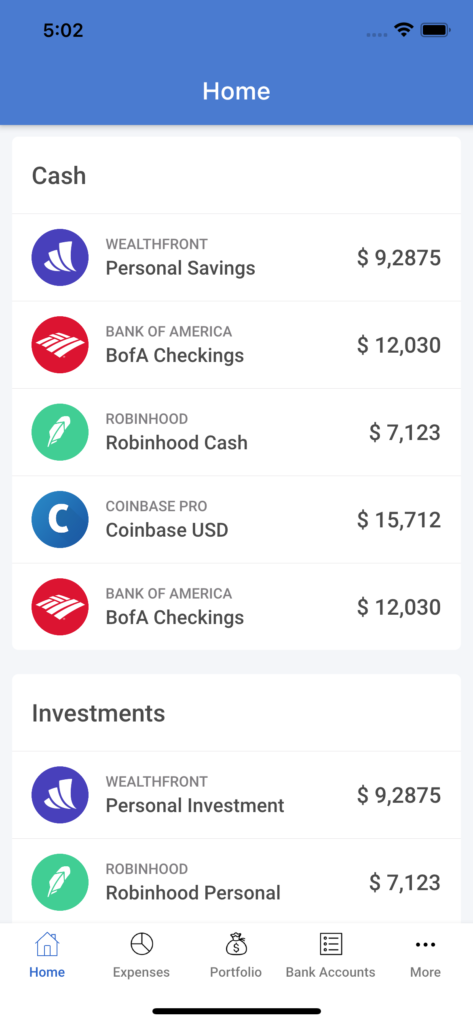 5:02
Home
Cash
WEALTHFRONT
Personal Savings
$ 9,2875
BANK OF AMERICA
BofA Checkings
$ 12,030
ROBINHOOD
Robinhood Cash
$ 7,123
C
COINBASE PRO
Coinbase USD
$ 15,712
BANK OF AMERICA
BofA Checkings
$ 12,030
Investments
WEALTHFRONT
Personal Investment
$ 9,2875
ROBINHOOD
Robinhood Personal
$ 7,123
$
Home Expenses Portfolio Bank Accounts More